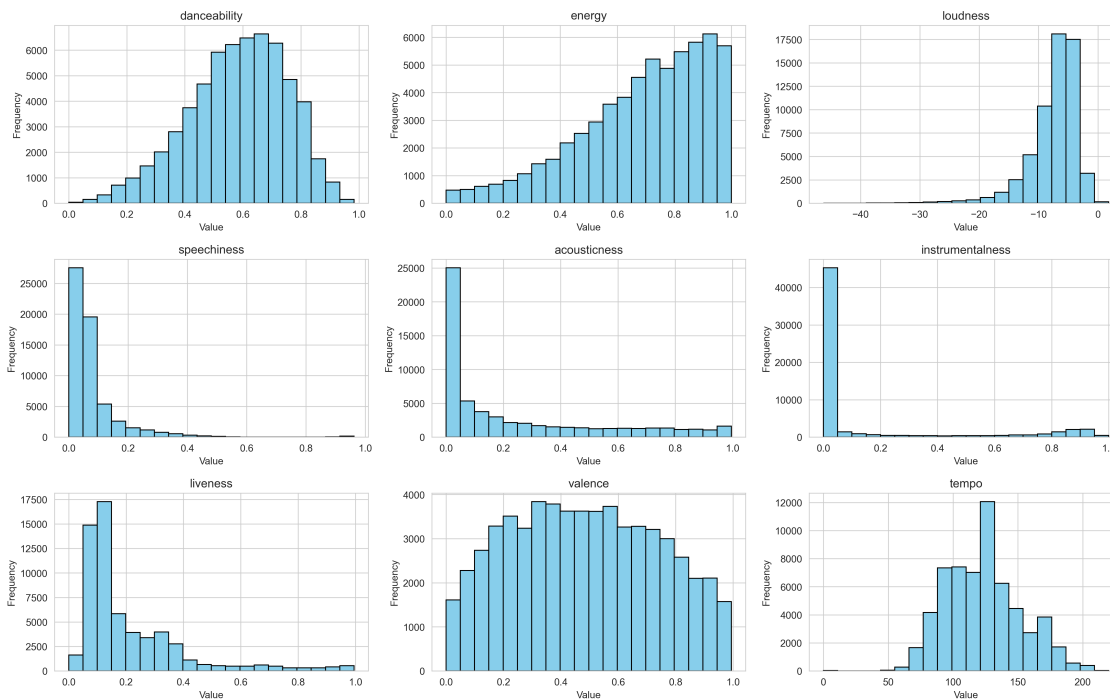 danceability
energy
loudness
Frequency
6000
5000
4000
3000
2000
1000
0
0.0 0.2 0.4 0.6 0.8 1.0
Value
Frequency
6000
5000
4000
3000
2000
1000
0
0.0 0.2 0.4 0.6 0.8 1.0
Value
Frequency
17500
15000
12500
10000
7500
5000
2500
0
−40 −30 −20 −10 0
Value
speechiness
acousticness
instrumentalness
Frequency
25000
20000
15000
10000
5000
0
0.0 0.2 0.4 0.6 0.8 1.0
Value
Frequency
25000
20000
15000
10000
5000
0
0.0 0.2 0.4 0.6 0.8 1.0
Value
Frequency
40000
30000
20000
10000
0
0.0 0.2 0.4 0.6 0.8 1.
Value
liveness
valence
tempo
Frequency
17500
15000
12500
10000
7500
5000
2500
0
0.0 0.2 0.4 0.6 0.8 1.0
Value
Frequency
4000
3000
2000
1000
0
0.0 0.2 0.4 0.6 0.8 1.0
Value
Frequency
12000
10000
8000
6000
4000
2000
0
0 50 100 150 200
Value